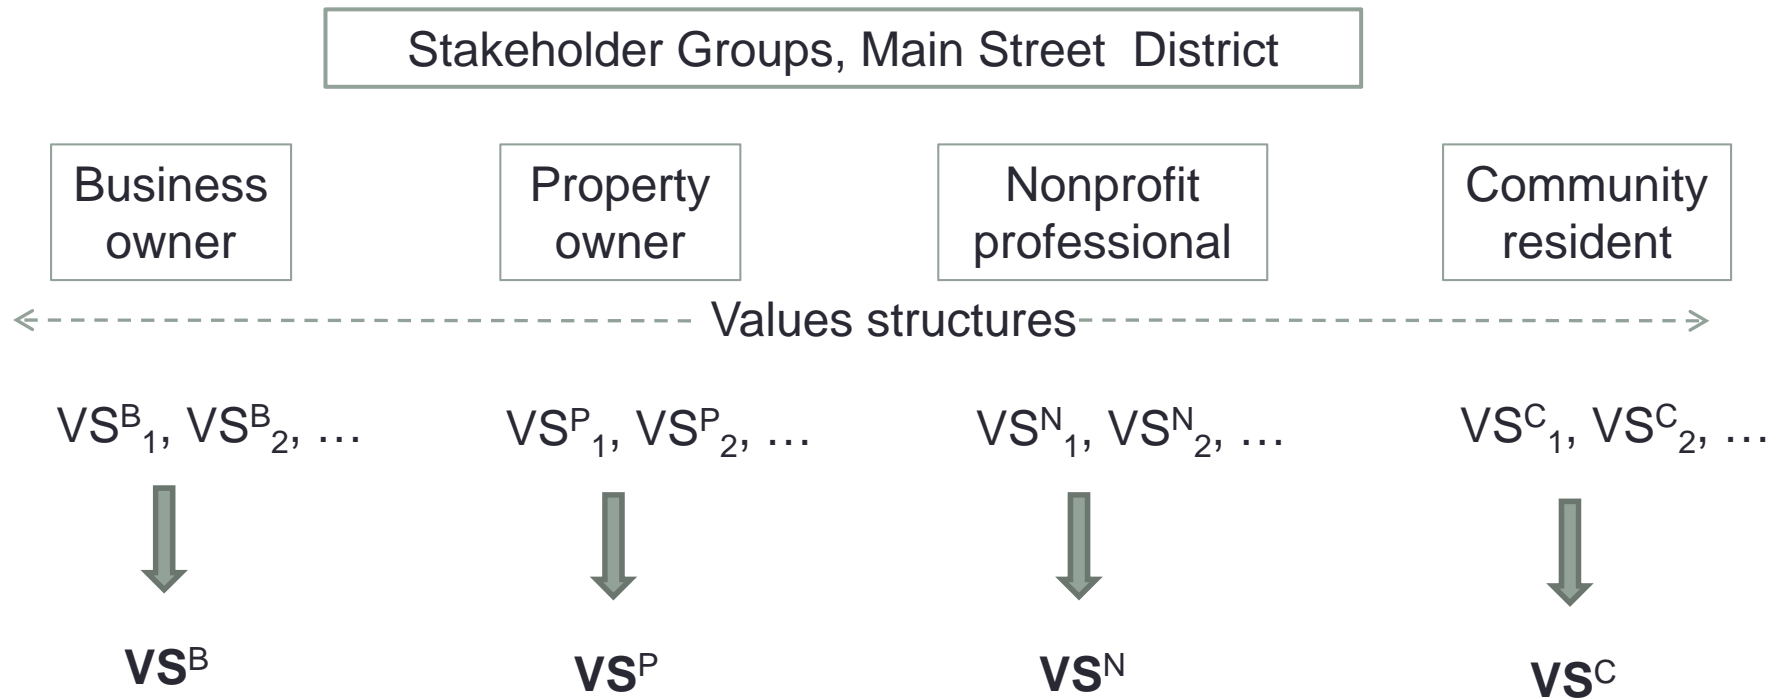 Stakeholder Groups, Main Street District
Business
owner
Property
owner
Nonprofit
professional
Community
resident
Values structures
VSᴮ₁, VSᴮ₂, …
VSᴾ₁, VSᴾ₂, …
VSᴺ₁, VSᴺ₂, …
VSꟲ₁, VSꟲ₂, …
VSᴮ
VSᴾ
VSᴺ
VSꟲ